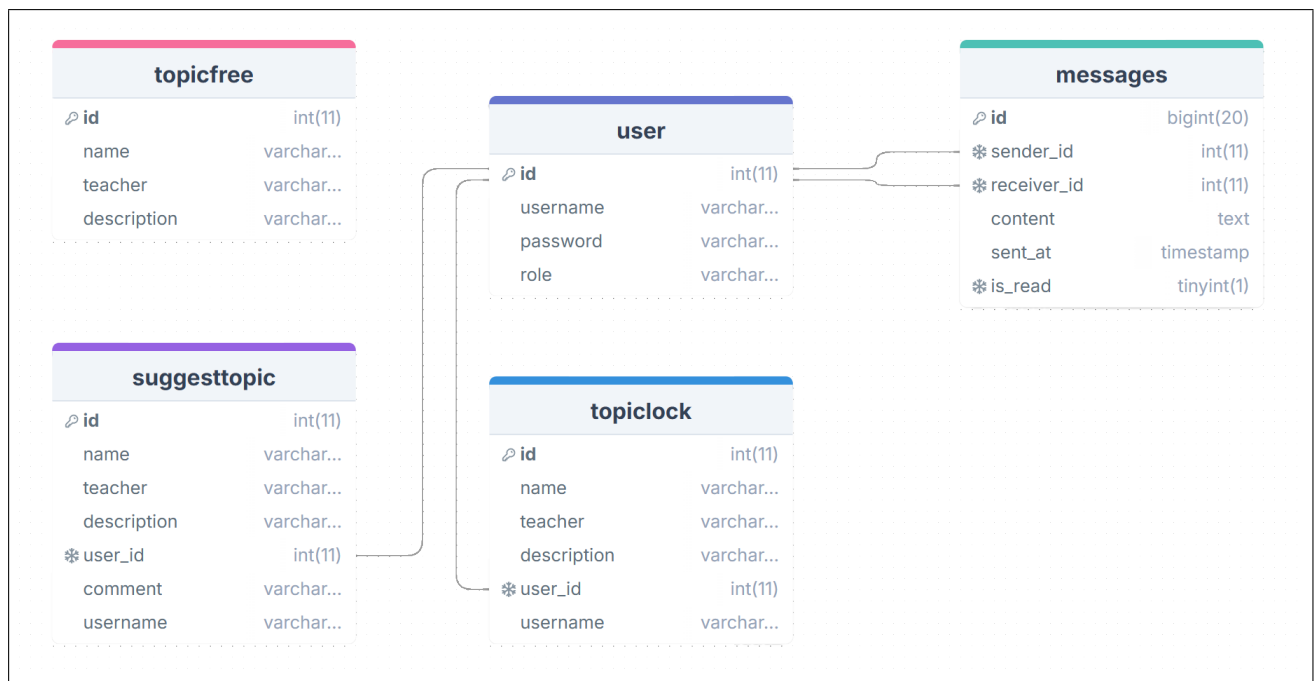 topicfree
id int(11)
name varchar...
teacher varchar...
description varchar...
user
id int(11)
username varchar...
password varchar...
role varchar...
messages
id bigint(20)
sender_id int(11)
receiver_id int(11)
content text
sent_at timestamp
is_read tinyint(1)
suggesttopic
id int(11)
name varchar...
teacher varchar...
description varchar...
user_id int(11)
comment varchar...
username varchar...
topiclock
id int(11)
name varchar...
teacher varchar...
description varchar...
user_id int(11)
username varchar...